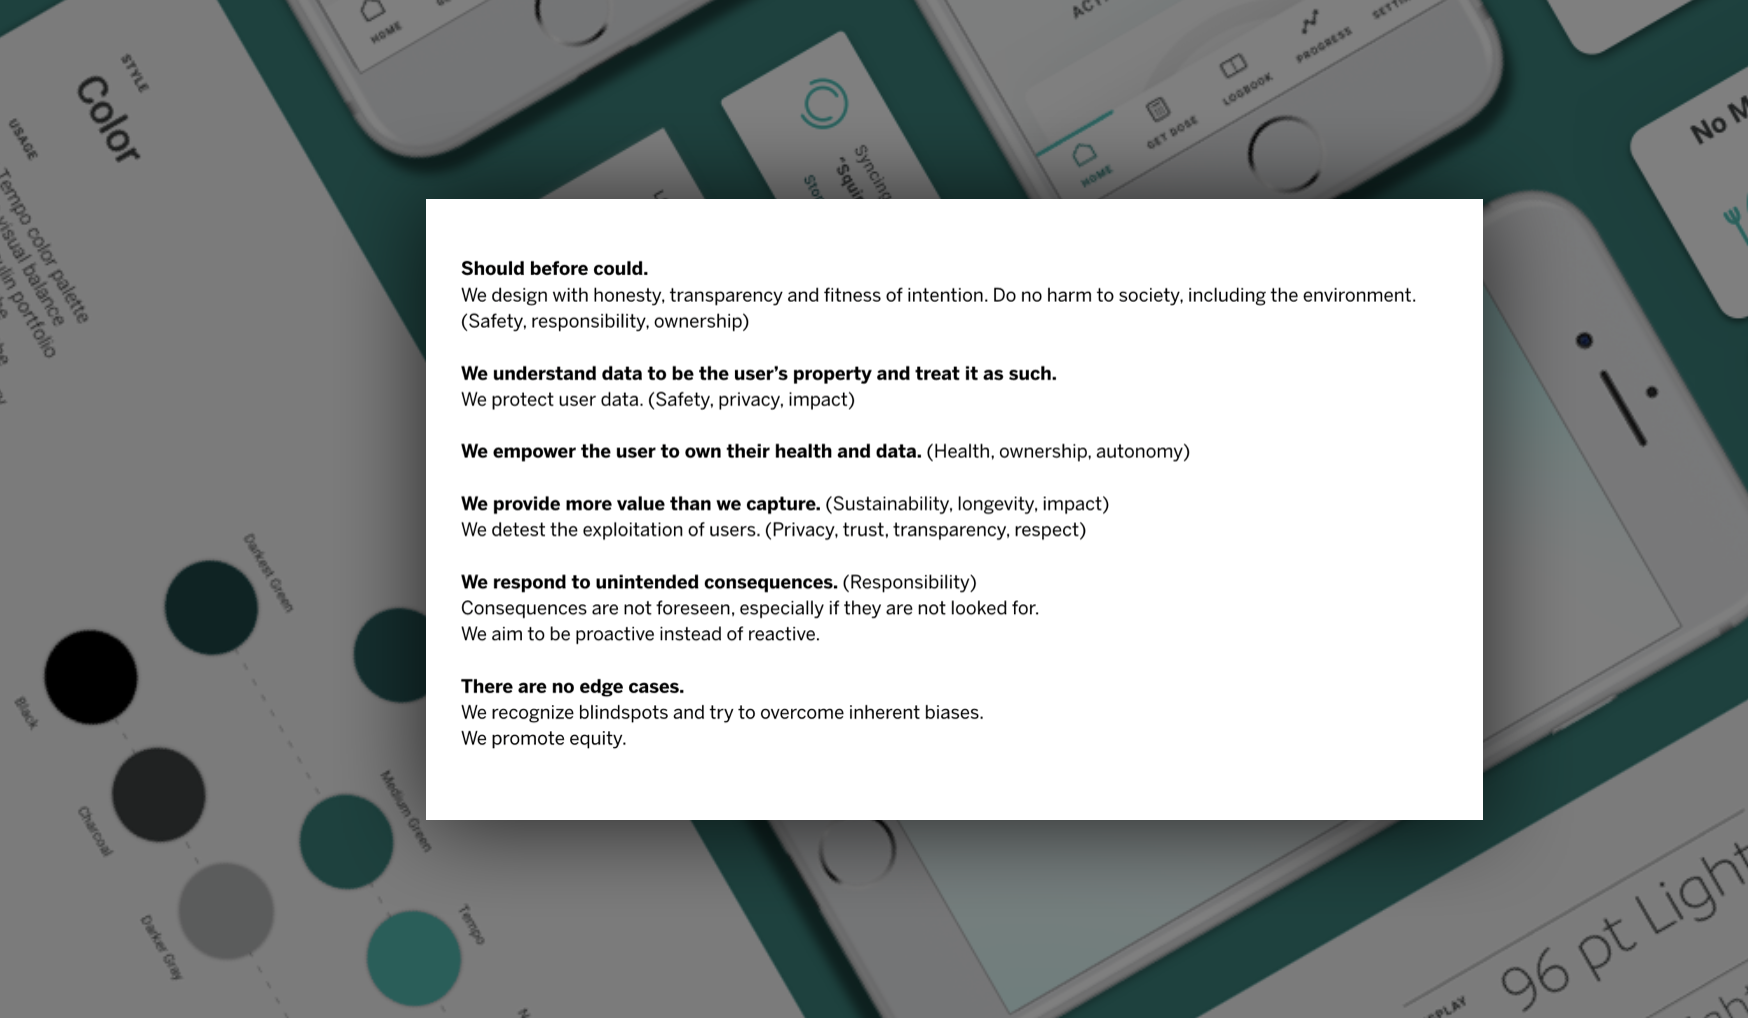 HOME
STYLE
Color
USAGE
Tempo color palette
visual balance
portfolio
Syncing
HOME
GET DOSE
LOGBOOK
PROGRESS
No
Should before could.
We design with honesty, transparency and fitness of intention. Do no harm to society, including the environment.
(Safety, responsibility, ownership)
We understand data to be the user’s property and treat it as such.
We protect user data. (Safety, privacy, impact)
We empower the user to own their health and data. (Health, ownership, autonomy)
We provide more value than we capture. (Sustainability, longevity, impact)
We detest the exploitation of users. (Privacy, trust, transparency, respect)
We respond to unintended consequences. (Responsibility)
Consequences are not foreseen, especially if they are not looked for.
We aim to be proactive instead of reactive.
There are no edge cases.
We recognize blindspots and try to overcome inherent biases.
We promote equity.
Darkest Green
Black
Medium Green
Charcoal
Tempo
Darker Gray
96 pt Light